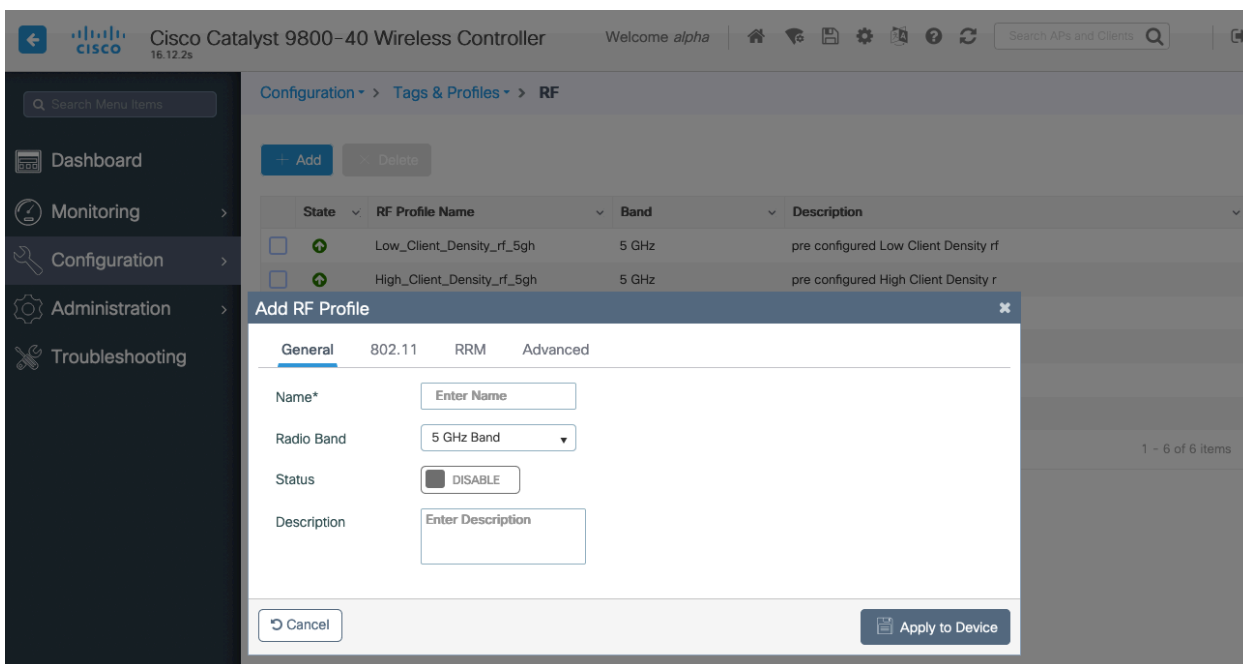 CISCO Cisco Catalyst 9800-40 Wireless Controller Welcome alpha Search APs and Clients
16.12.2s
Search Menu Items
Configuration > Tags & Profiles > RF
Dashboard
Monitoring
Configuration
Administration
Troubleshooting
+ Add × Delete
State RF Profile Name Band Description
Low_Client_Density_rf_5gh 5 GHz pre configured Low Client Density rf
High_Client_Density_rf_5gh 5 GHz pre configured High Client Density r
1 - 6 of 6 items
Add RF Profile
General 802.11 RRM Advanced
Name* Enter Name
Radio Band 5 GHz Band
Status DISABLE
Description Enter Description
Cancel Apply to Device